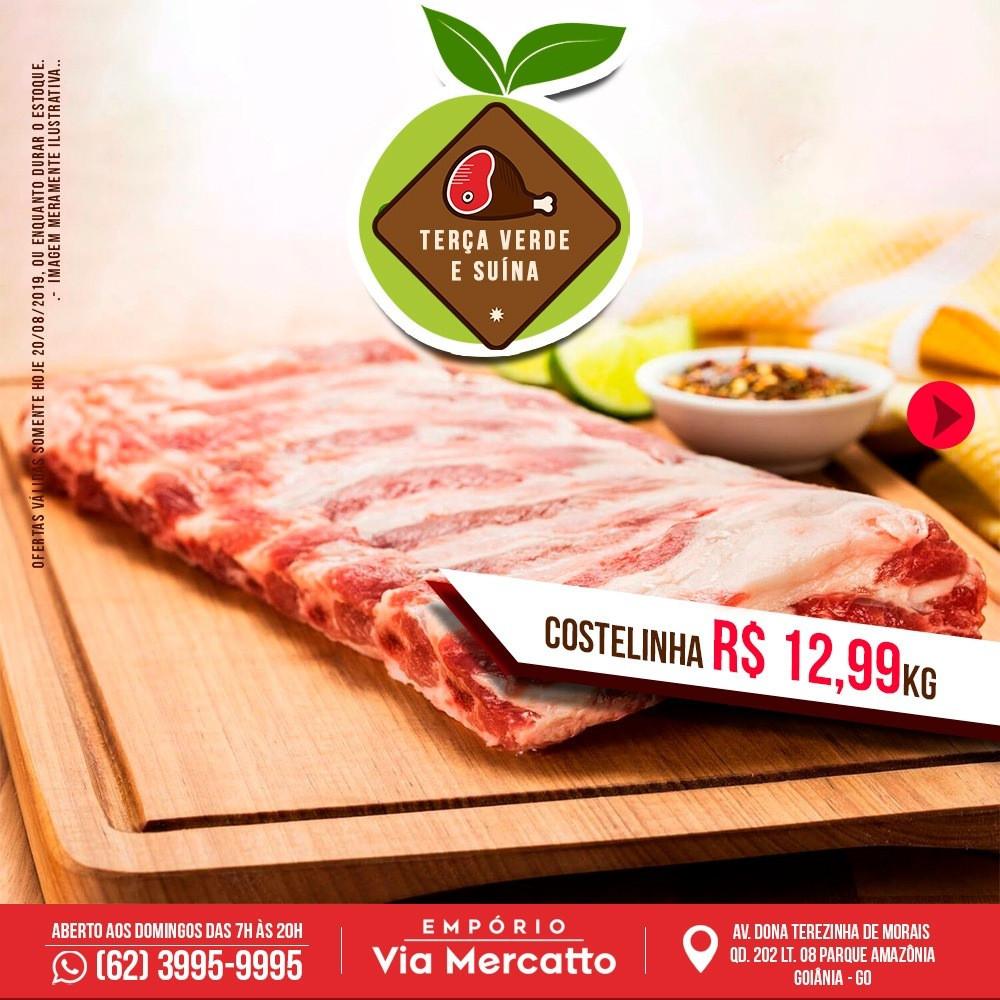 TERÇA VERDE
E SUÍNA
OFERTAS VÁLIDAS SOMENTE HOJE 20/08/2019, OU ENQUANTO DURAR O ESTOQUE.
.- IMAGEM MERAMENTE ILUSTRATIVA..
COSTELINHA R$ 12,99KG
ABERTO AOS DOMINGOS DAS 7H ÀS 20H
(62) 3995-9995
EMPÓRIO
Via Mercatto
AV. DONA TEREZINHA DE MORAIS
QD. 202 LT. 08 PARQUE AMAZÔNIA
GOIÂNIA - GO